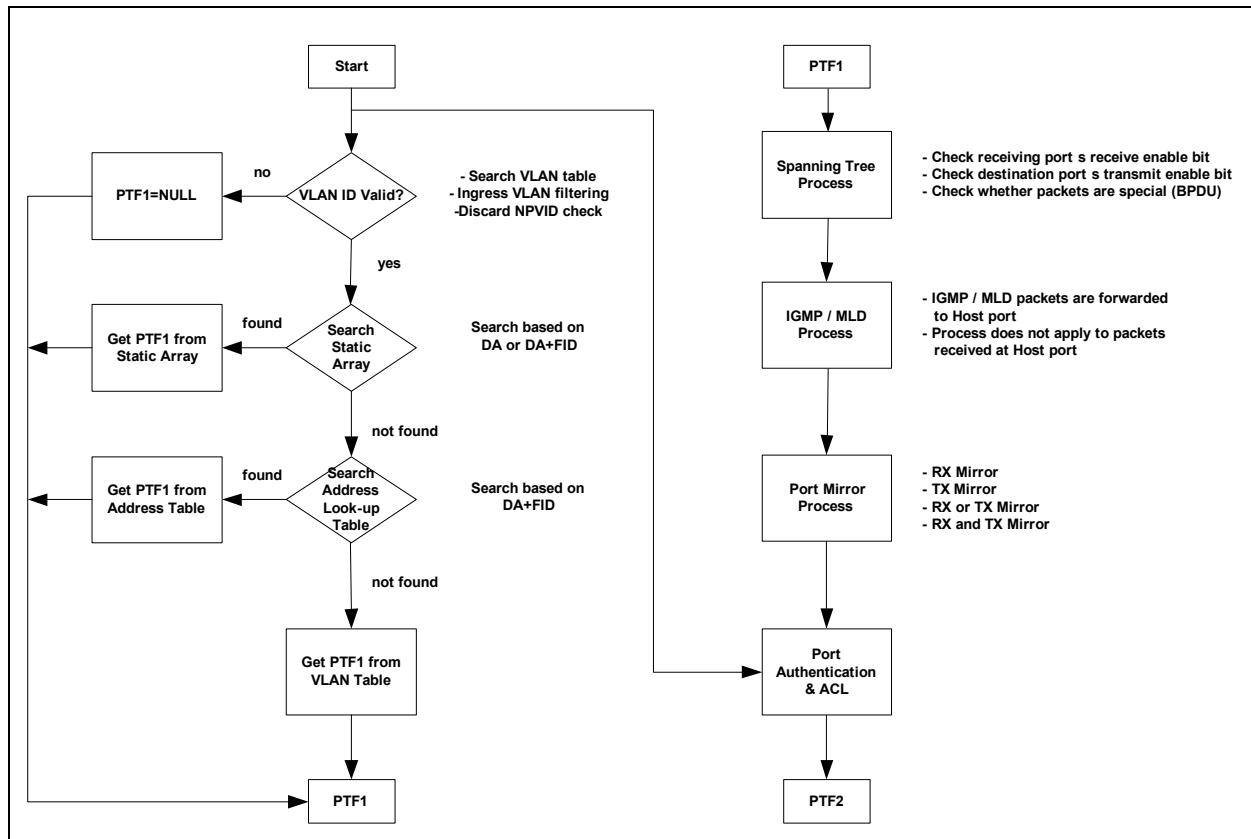 Start
no
PTF1=NULL
VLAN ID Valid?
- Search VLAN table
- Ingress VLAN filtering
-Discard NPVID check
yes
found
Get PTF1 from
Static Array
Search
Static
Array
Search based on
DA or DA+FID
not found
found
Get PTF1 from
Address Table
Search
Address
Look-up
Table
Search based on
DA+FID
not found
Get PTF1 from
VLAN Table
PTF1
PTF1
Spanning Tree
Process
- Check receiving port s receive enable bit
- Check destination port s transmit enable bit
- Check whether packets are special (BPDU)
IGMP / MLD
Process
- IGMP / MLD packets are forwarded
to Host port
- Process does not apply to packets
received at Host port
Port Mirror
Process
- RX Mirror
- TX Mirror
- RX or TX Mirror
- RX and TX Mirror
Port
Authentication
& ACL
PTF2